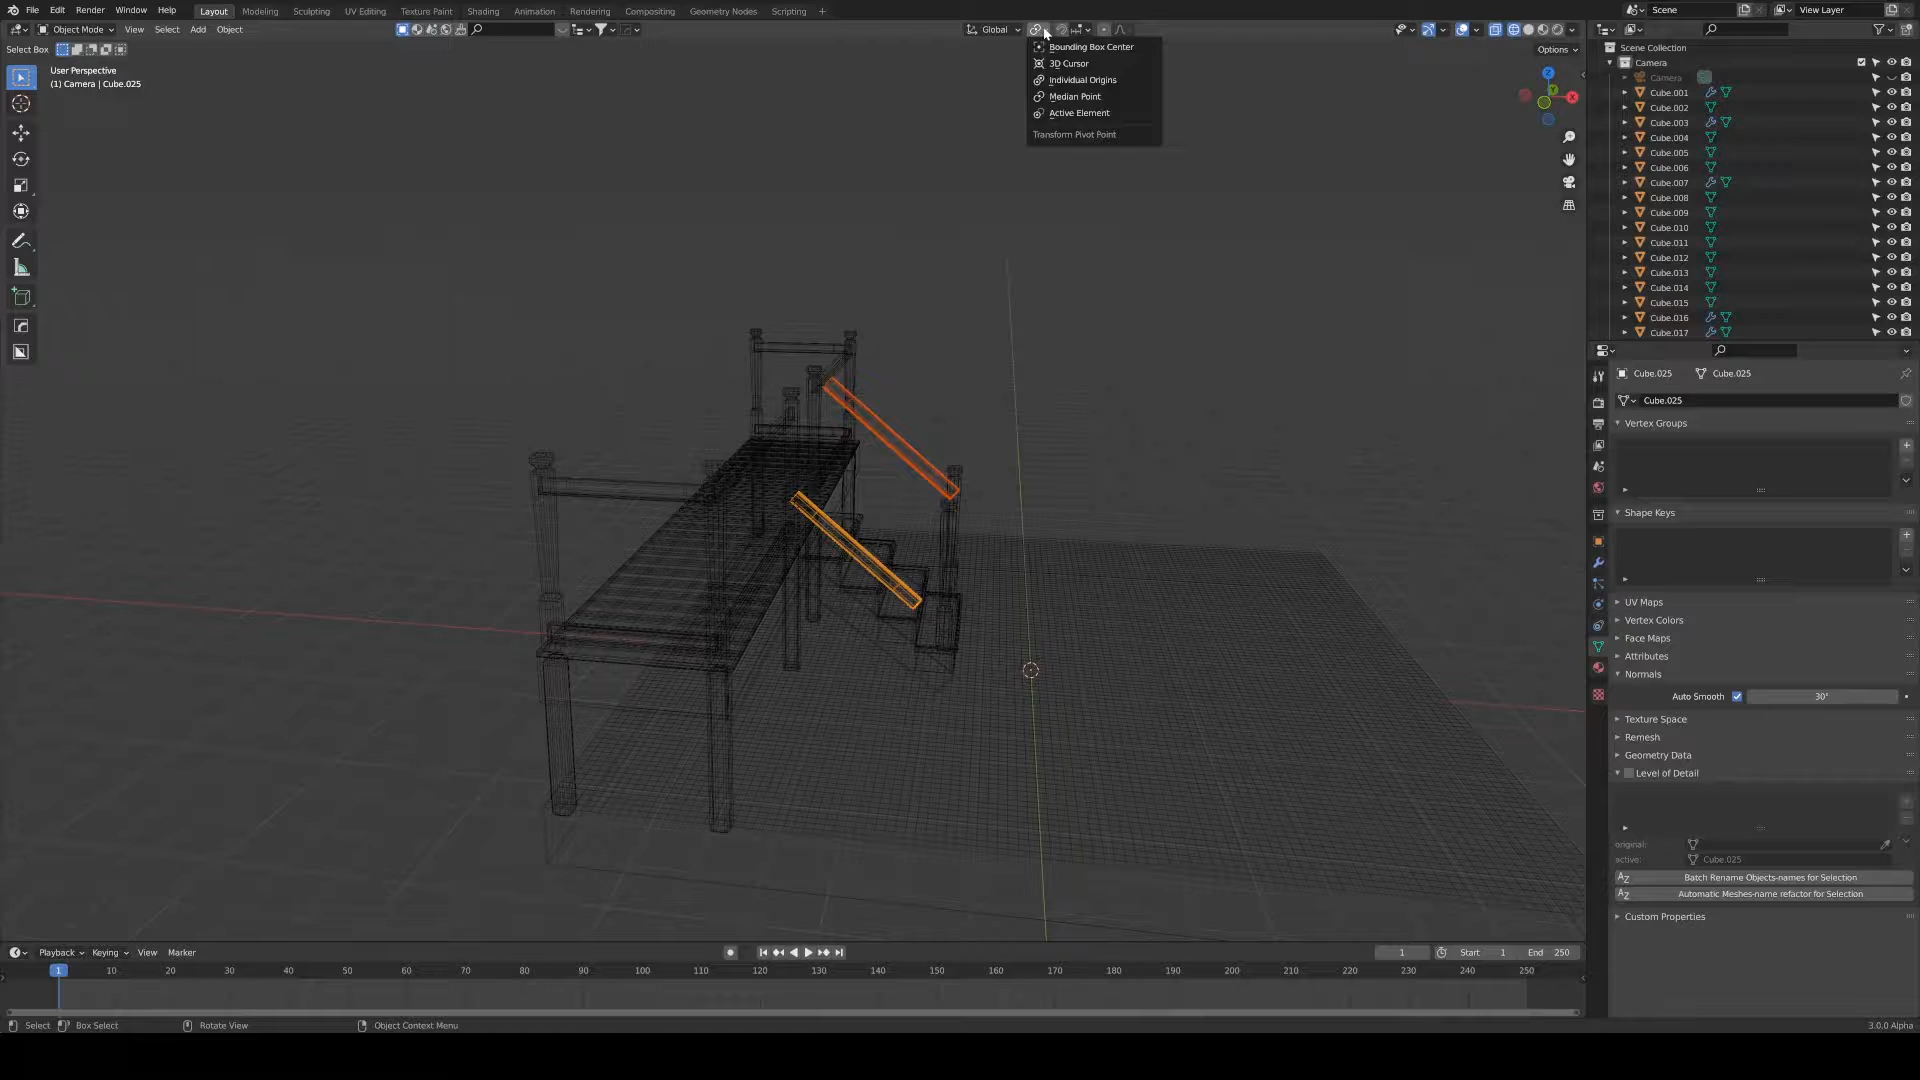 File Edit Render Window Help Layout Modeling Sculpting UV Editing Texture Paint Shading Animation Rendering Compositing Geometry Nodes Scripting + Scene View Layer
Object Mode View Select Add Object Global
Select Box Options
User Perspective
(1) Camera | Cube.025
Bounding Box Center
3D Cursor
Individual Origins
Median Point
Active Element
Transform Pivot Point
Z
Y
X
Scene Collection
Camera
Camera
Cube.001
Cube.002
Cube.003
Cube.004
Cube.005
Cube.006
Cube.007
Cube.008
Cube.009
Cube.010
Cube.011
Cube.012
Cube.013
Cube.014
Cube.015
Cube.016
Cube.017
Cube.025 Cube.025
Cube.025
Vertex Groups
Shape Keys
UV Maps
Vertex Colors
Face Maps
Attributes
Normals
Auto Smooth 30°
Texture Space
Remesh
Geometry Data
Level of Detail
original:
active: Cube.025
Batch Rename Objects-names for Selection
Automatic Meshes-name refactor for Selection
Custom Properties
Playback Keying View Marker 1 Start 1 End 250
1 10 20 30 40 50 60 70 80 90 100 110 120 130 140 150 160 170 180 190 200 210 220 230 240 250
Select Box Select Rotate View Object Context Menu 3.0.0 Alpha